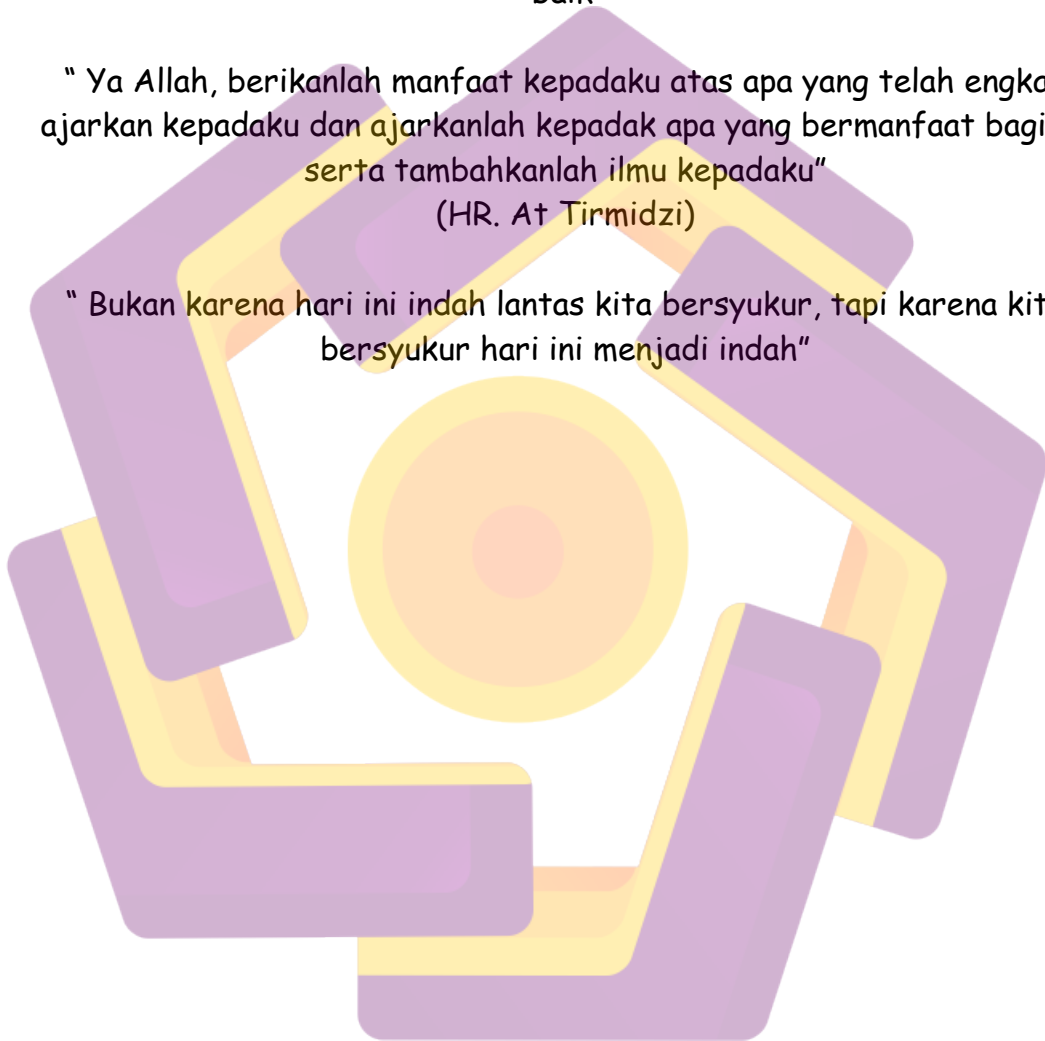 baik
“ Ya Allah, berikanlah manfaat kepadaku atas apa yang telah engka
ajarkan kepadaku dan ajarkanlah kepadak apa yang bermanfaat bagi
serta tambahkanlah ilmu kepadaku”
(HR. At Tirmidzi)
“ Bukan karena hari ini indah lantas kita bersyukur, tapi karena kit
bersyukur hari ini menjadi indah”